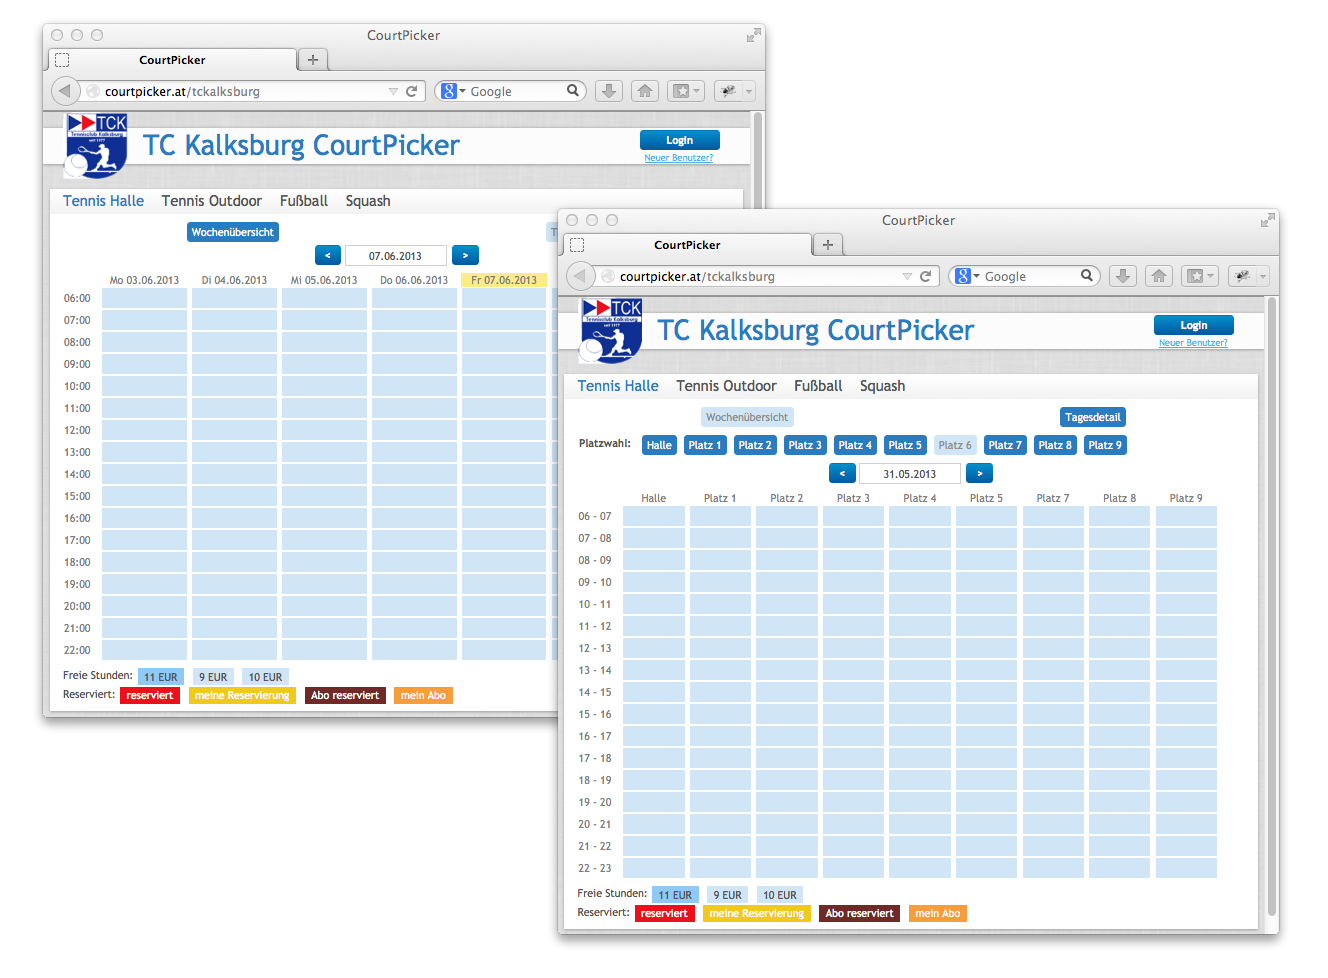 CourtPicker
CourtPicker
courtpicker.at/tckalksburg
Google
TCK
Tennisclub Kalksburg
seit 1977
TC Kalksburg CourtPicker
Login
Neuer Benutzer?
Tennis Halle Tennis Outdoor Fußball Squash
Wochenübersicht T
< 07.06.2013 >
Mo 03.06.2013 Di 04.06.2013 Mi 05.06.2013 Do 06.06.2013 Fr 07.06.2013
06:00
07:00
08:00
09:00
10:00
11:00
12:00
13:00
14:00
15:00
16:00
17:00
18:00
19:00
20:00
21:00
22:00
Freie Stunden: 11 EUR 9 EUR 10 EUR
Reserviert: reserviert meine Reservierung Abo reserviert mein Abo
CourtPicker
CourtPicker
courtpicker.at/tckalksburg
Google
TCK
Tennisclub Kalksburg
seit 1977
TC Kalksburg CourtPicker
Login
Neuer Benutzer?
Tennis Halle Tennis Outdoor Fußball Squash
Wochenübersicht Tagesdetail
Platzwahl: Halle Platz 1 Platz 2 Platz 3 Platz 4 Platz 5 Platz 6 Platz 7 Platz 8 Platz 9
< 31.05.2013 >
Halle Platz 1 Platz 2 Platz 3 Platz 4 Platz 5 Platz 7 Platz 8 Platz 9
06 - 07
07 - 08
08 - 09
09 - 10
10 - 11
11 - 12
12 - 13
13 - 14
14 - 15
15 - 16
16 - 17
17 - 18
18 - 19
19 - 20
20 - 21
21 - 22
22 - 23
Freie Stunden: 11 EUR 9 EUR 10 EUR
Reserviert: reserviert meine Reservierung Abo reserviert mein Abo